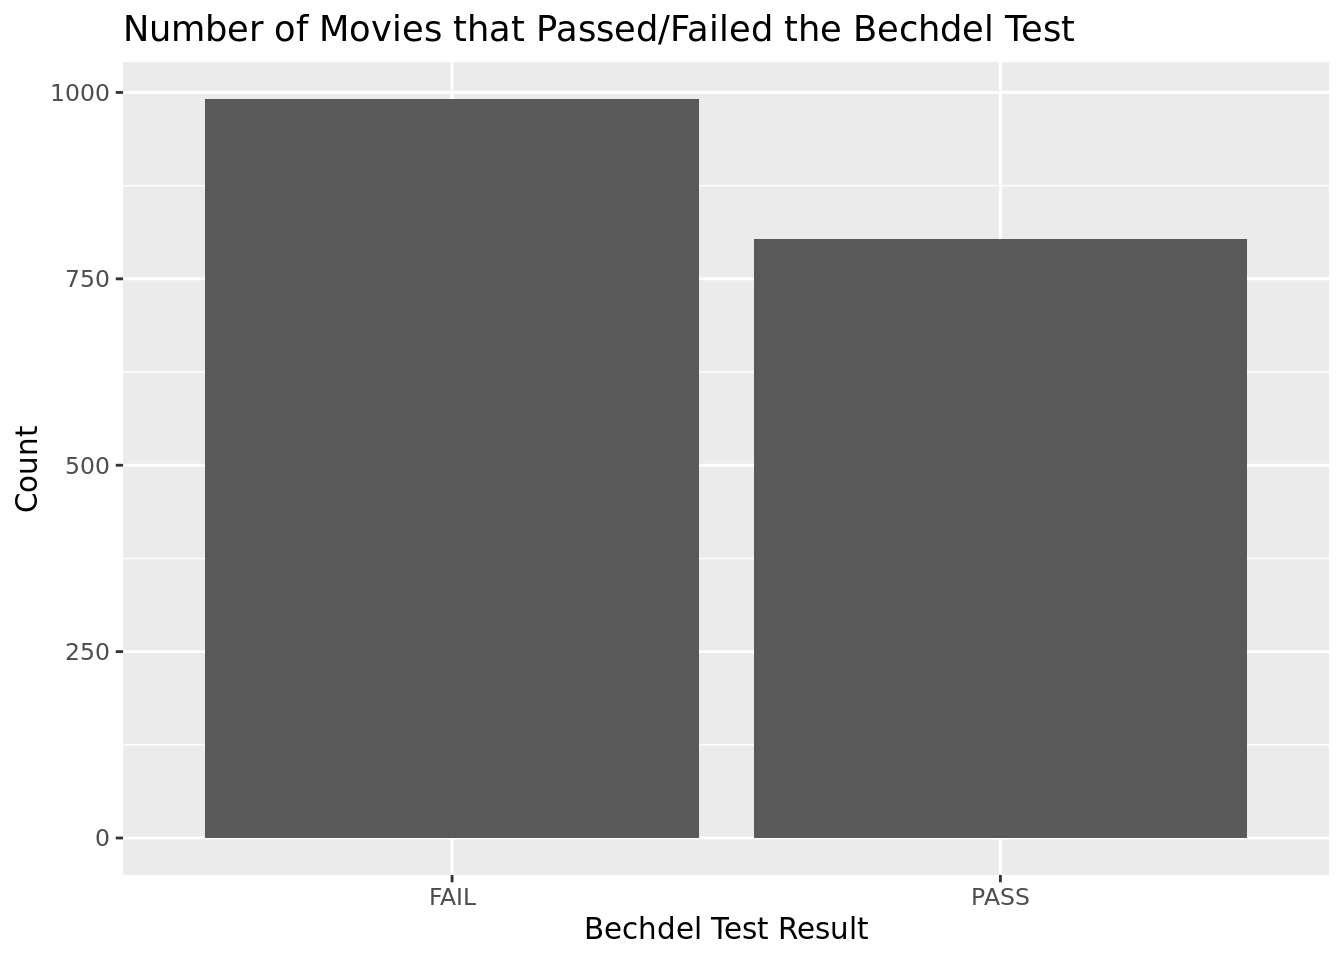 Number of Movies that Passed/Failed the Bechdel Test
1000
750
500
250
0
Count
FAIL
PASS
Bechdel Test Result